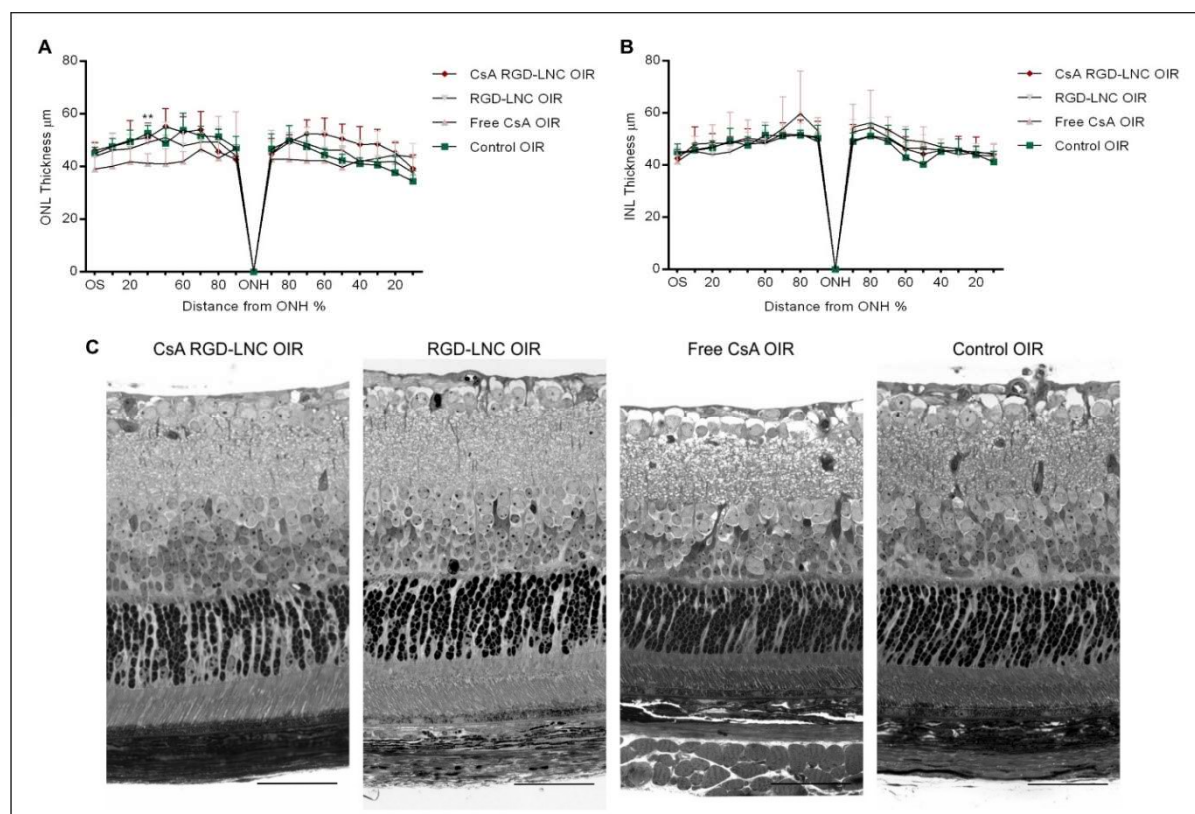 A
80
60
40
20
0
ONL Thickness µm
**
OS 20 60 80 ONH 80 60 40 20
Distance from ONH %
CsA RGD-LNC OIR
RGD-LNC OIR
Free CsA OIR
Control OIR
B
80
60
40
20
0
INL Thickness µm
OS 20 60 80 ONH 80 60 40 20
Distance from ONH %
CsA RGD-LNC OIR
RGD-LNC OIR
Free CsA OIR
Control OIR
C
CsA RGD-LNC OIR RGD-LNC OIR Free CsA OIR Control OIR